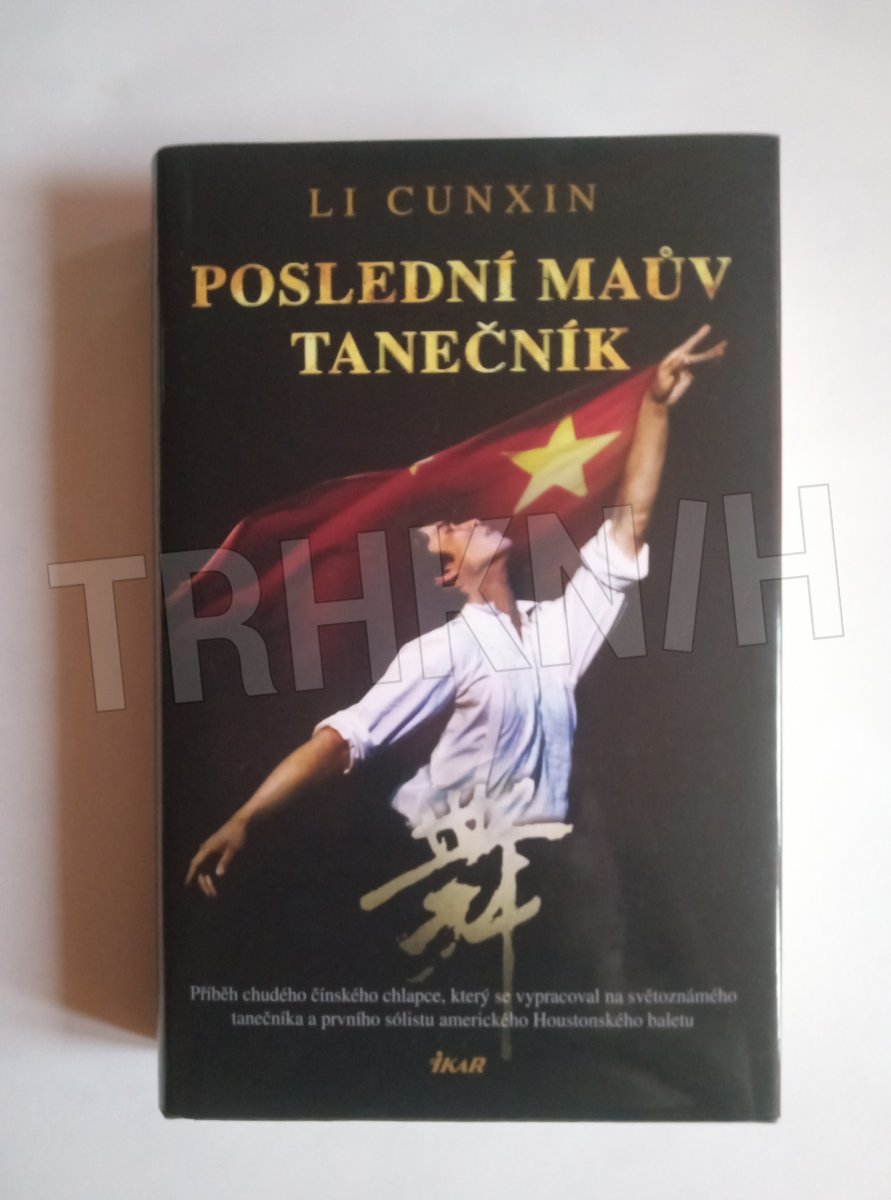 LI CUNXIN
POSLEDNÍ MAŮV
TANEČNÍK
TRHKNIH
舞
Příběh chudého čínského chlapce, který se vypracoval na světoznámého
tanečníka a prvního sólistu amerického Houstonského baletu
IKAR